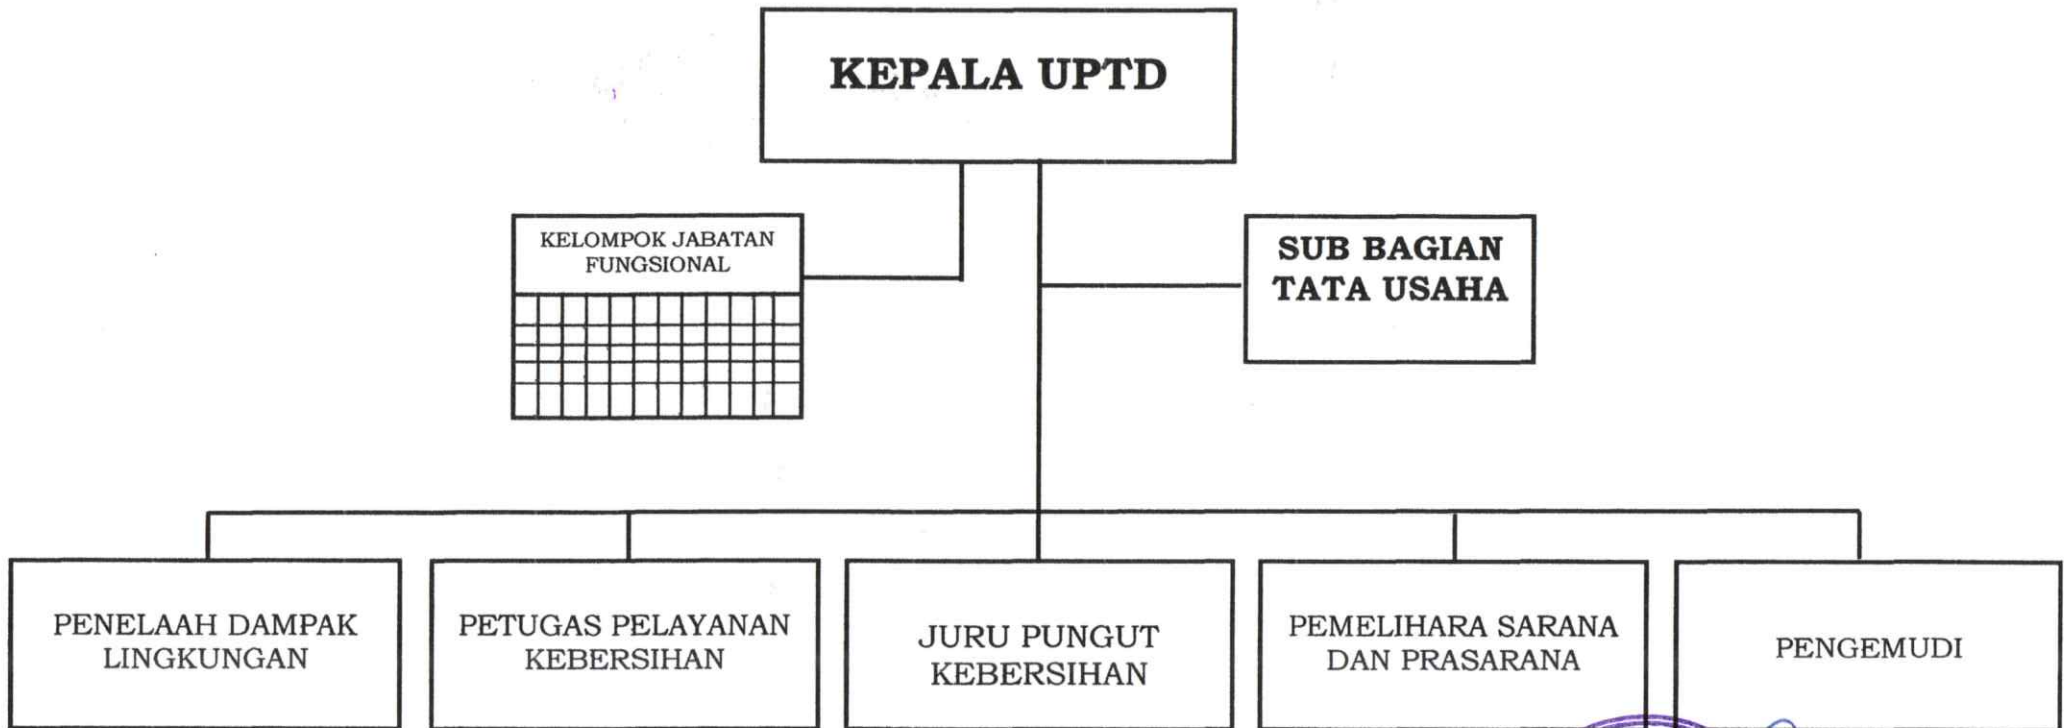 KEPALA UPTD
KELOMPOK JABATAN
FUNGSIONAL
SUB BAGIAN
TATA USAHA
PENELAAH DAMPAK
LINGKUNGAN
PETUGAS PELAYANAN
KEBERSIHAN
JURU PUNGUT
KEBERSIHAN
PEMELIHARA SARANA
DAN PRASARANA
PENGEMUDI